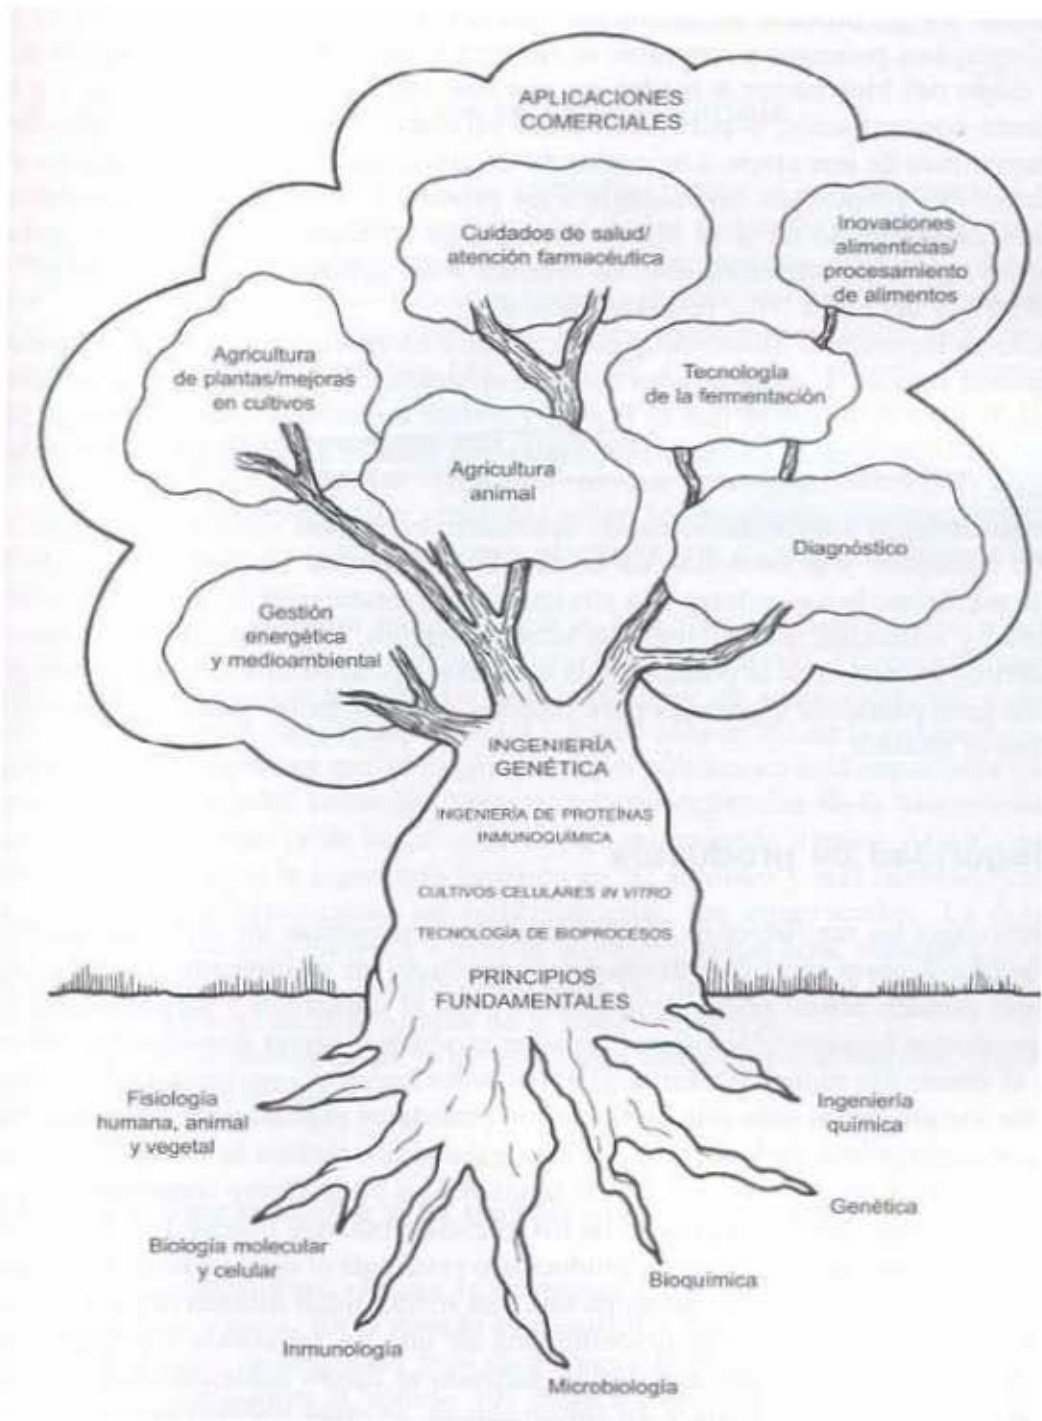 APLICACIONES
COMERCIALES
Cuidados de salud/
atención farmacéutica
Inovaciones
alimenticias/
procesamiento
de alimentos
Agricultura
de plantas/mejoras
en cultivos
Tecnología
de la fermentación
Agricultura
animal
Diagnóstico
Gestión
energética
y medioambiental
INGENIERÍA
GENÉTICA
INGENIERÍA DE PROTEÍNAS
INMUNOQUÍMICA
CULTIVOS CELULARES IN VITRO
TECNOLOGÍA DE BIOPROCESOS
PRINCIPIOS
FUNDAMENTALES
Fisiología
humana, animal
y vegetal
Ingeniería
química
Genética
Biología molecular
y celular
Bioquímica
Inmunología
Microbiología